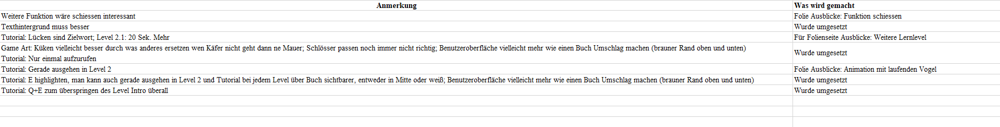 Anmerkung Was wird gemacht
Weitere Funktion wäre schiessen interessant Folie Ausblicke: Funktion schiessen
Texthintergrund muss besser Wurde umgesetzt
Tutorial: Lücken sind Zielwort; Level 2.1: 20 Sek. Mehr Für Folienseite Ausblicke: Weitere Lernlevel
Game Art: Küken vielleicht besser durch was anderes ersetzen wen Käfer nicht geht dann ne Mauer; Schlösser passen noch immer nicht richtig; Benutzeroberfläche vielleicht mehr wie einen Buch Umschlag machen (brauner Rand oben und unten)
Wurde umgesetzt
Tutorial: Nur einmal aufzurufen
Tutorial: Gerade ausgehen in Level 2 Folie Ausblicke: Animation mit laufenden Vogel
Tutorial: E highlighten, man kann auch gerade ausgehen in Level 2 und Tutorial bei jedem Level über Buch sichtbarer, entweder in Mitte oder weiß; Benutzeroberfläche vielleicht mehr wie einen Buch Umschlag machen (brauner Rand oben und unten) Wurde umgesetzt
Tutorial: Q+E zum überspringen des Level Intro überall Wurde umgesetzt